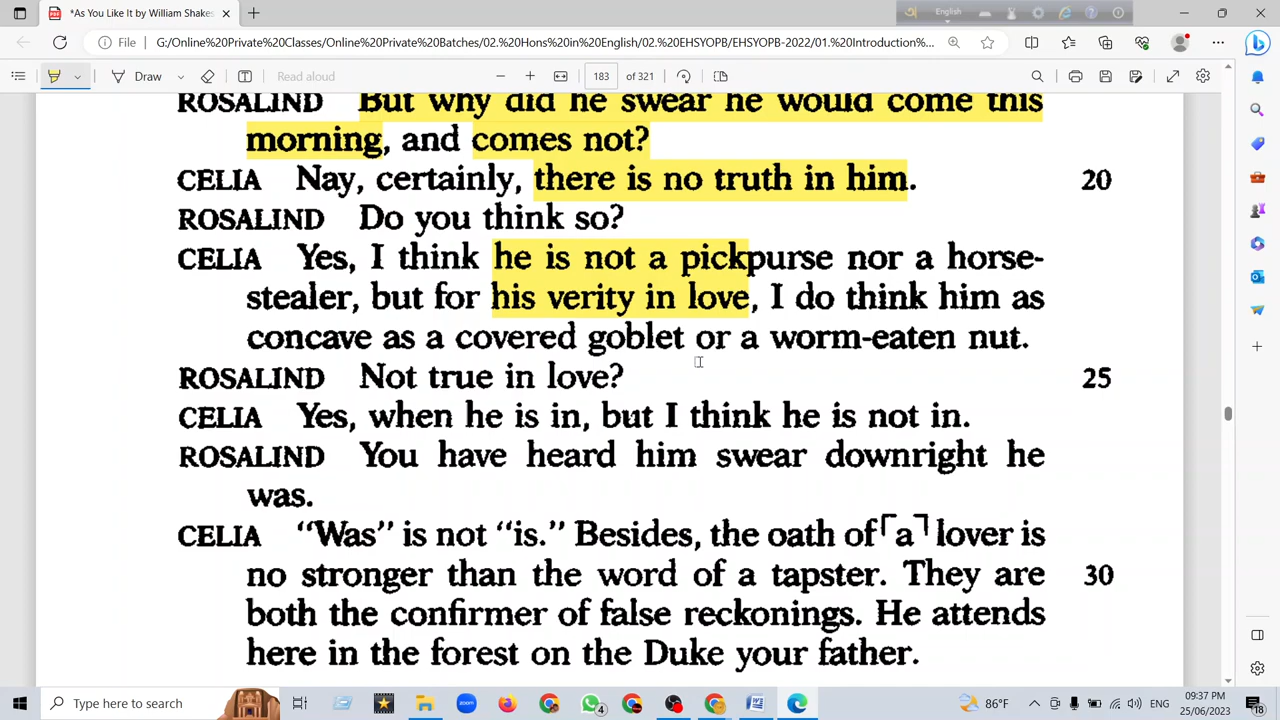 *As You Like It by William Shakes
English
File
G:/Online%20Private%20Classes/Online%20Private%20Batches/02.%20Hons%20in%20English/02.%20EHSYOPB/EHSYOPB-2022/01.%20Introduction%...
Draw
Read aloud
183 of 321
ROSALIND But why did he swear he would come this
morning, and comes not?
CELIA Nay, certainly, there is no truth in him. 20
ROSALIND Do you think so?
CELIA Yes, I think he is not a pickpurse nor a horse-
stealer, but for his verity in love, I do think him as
concave as a covered goblet or a worm-eaten nut.
ROSALIND Not true in love? 25
CELIA Yes, when he is in, but I think he is not in.
ROSALIND You have heard him swear downright he
was.
CELIA “Was” is not “is.” Besides, the oath of ⌜a⌝ lover is
no stronger than the word of a tapster. They are 30
both the confirmer of false reckonings. He attends
here in the forest on the Duke your father.
Type here to search
zoom
4
86°F
09:37 PM
25/06/2023
18